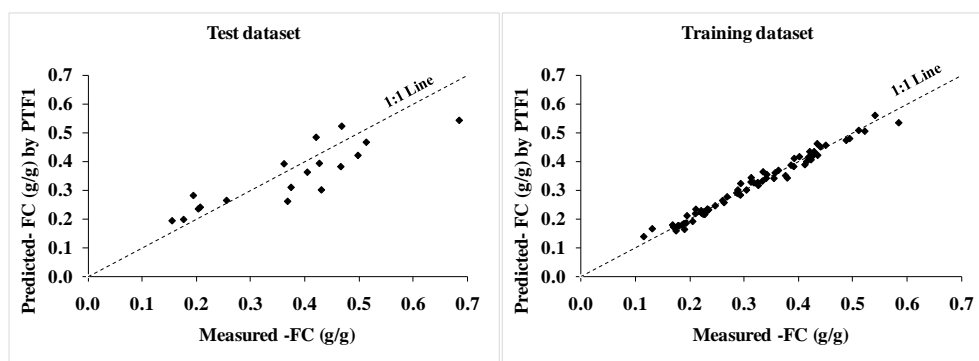 Test dataset
Predicted- FC (g/g) by PTF1
0.7
0.6
0.5
0.4
0.3
0.2
0.1
0.0
1:1 Line
0.0 0.1 0.2 0.3 0.4 0.5 0.6 0.7
Measured -FC (g/g)
Training dataset
Predicted- FC (g/g) by PTF1
0.7
0.6
0.5
0.4
0.3
0.2
0.1
0.0
1:1 Line
0.0 0.1 0.2 0.3 0.4 0.5 0.6 0.7
Measured -FC (g/g)